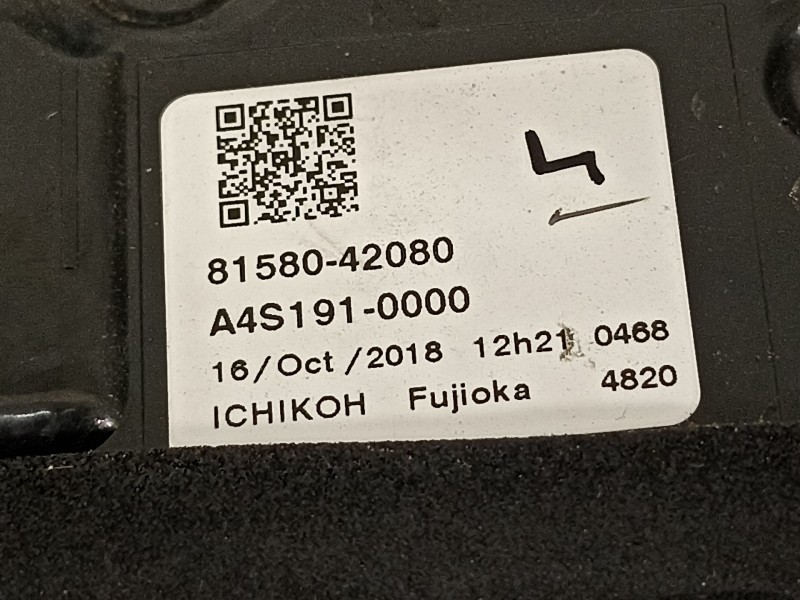 81580-42080
A4S191-0000
16/Oct/2018 12h21 0468
ICHIKOH Fujioka 4820